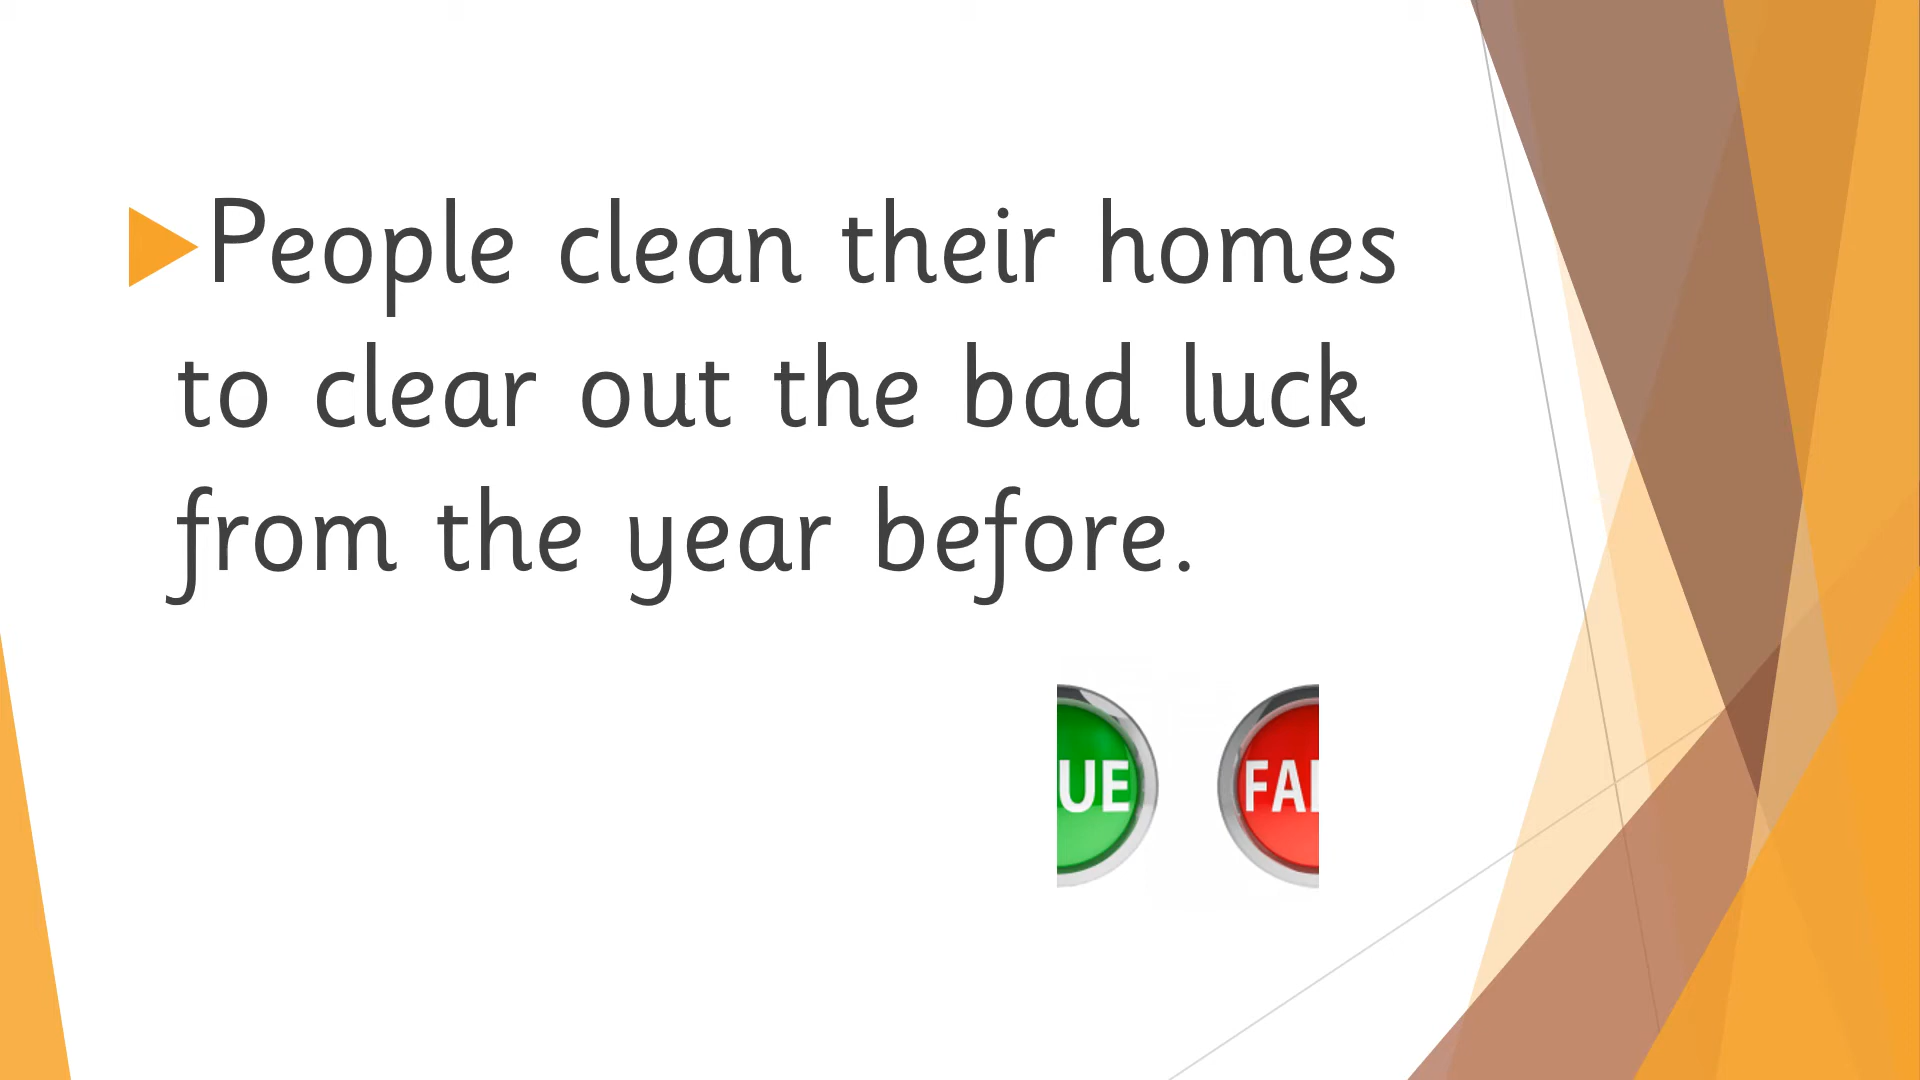 People clean their homes
to clear out the bad luck
from the year before.
UE
FA